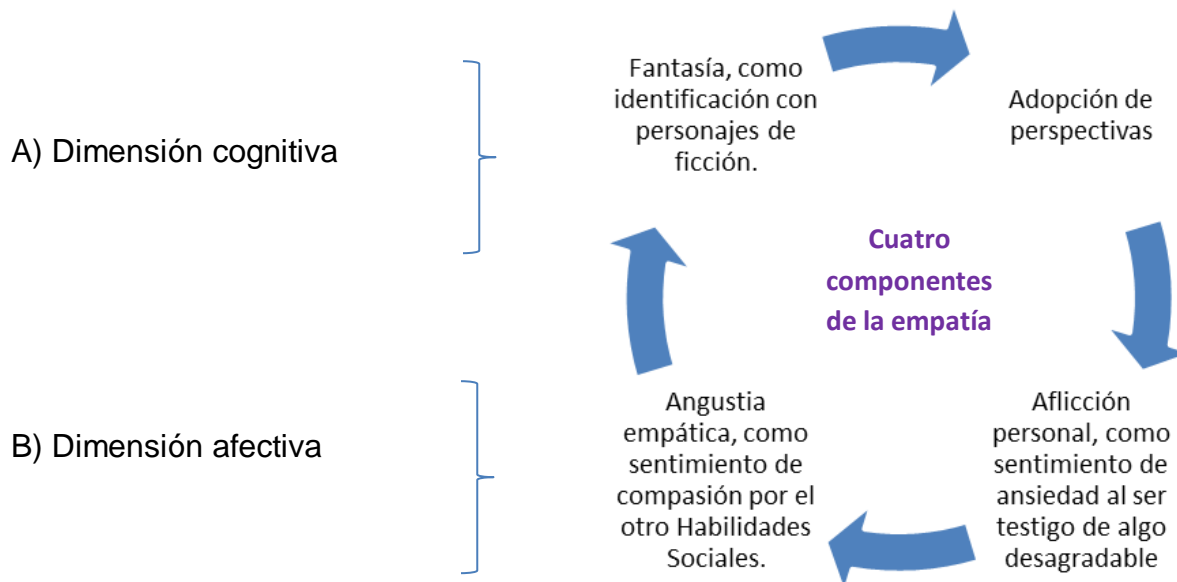 A) Dimensión cognitiva
Fantasía, como
identificación con
personajes de
ficción.
Adopción de
perspectivas
Cuatro
componentes
de la empatía
B) Dimensión afectiva
Angustia
empática, como
sentimiento de
compasión por el
otro Habilidades
Sociales.
Aflicción
personal, como
sentimiento de
ansiedad al ser
testigo de algo
desagradable